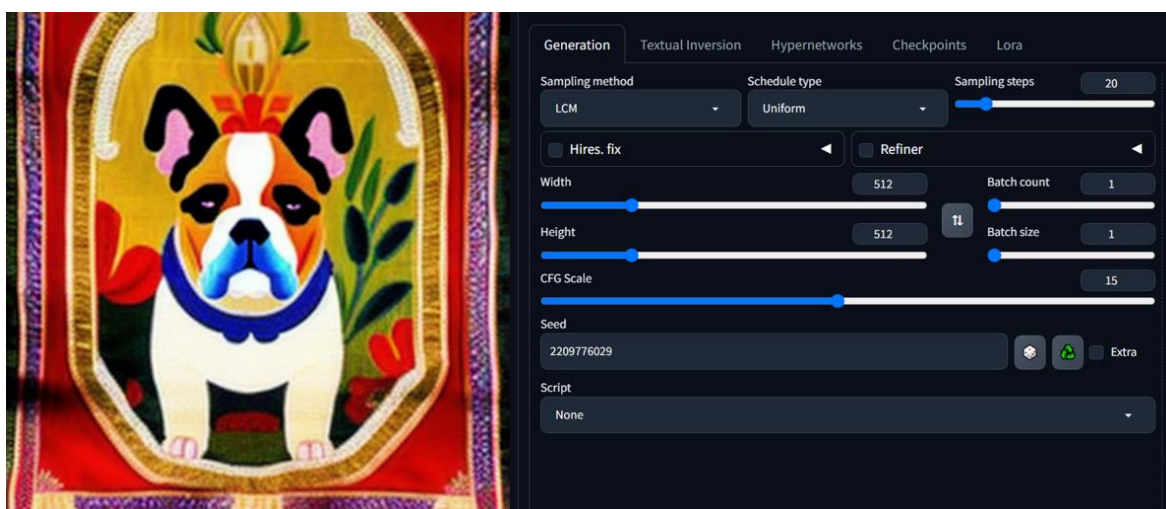 Generation Textual Inversion Hypernetworks Checkpoints Lora
Sampling method Schedule type Sampling steps 20
LCM Uniform
Hires. fix Refiner
Width 512 Batch count 1
Height 512 Batch size 1
CFG Scale 15
Seed
2209776029 Extra
Script
None